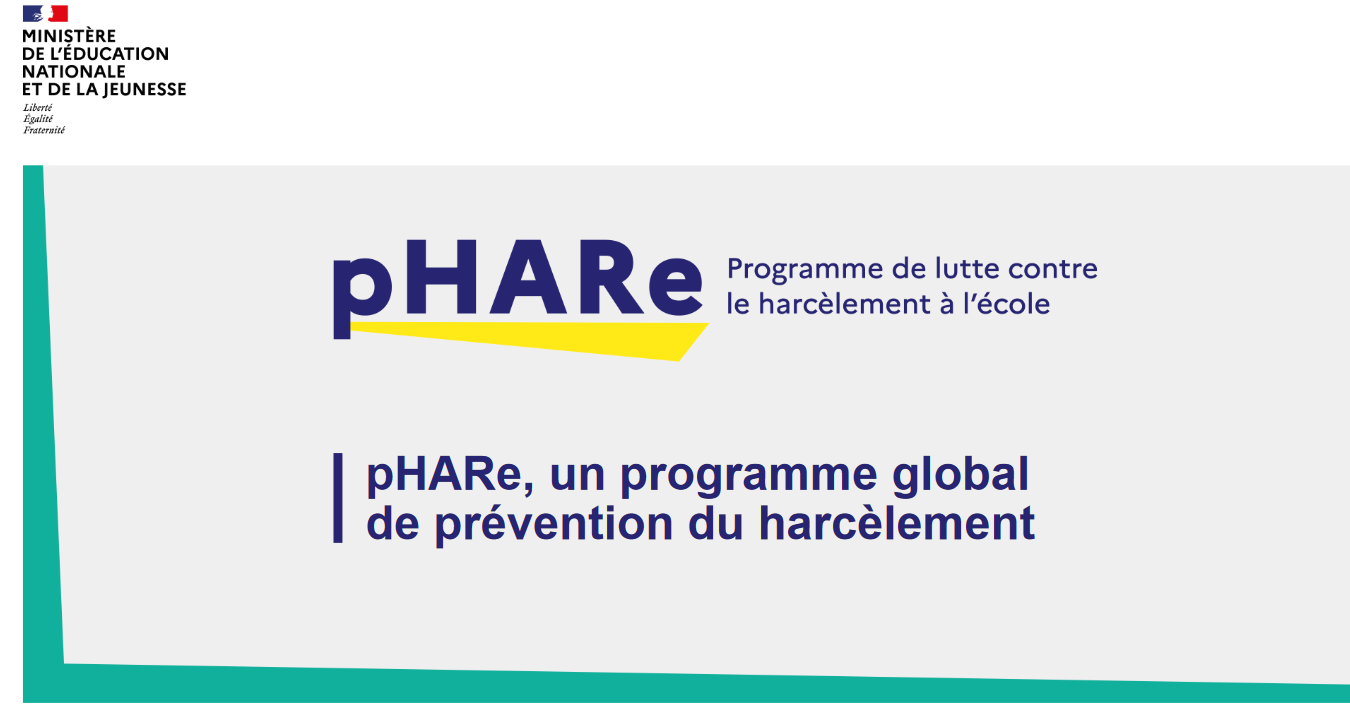 MINISTÈRE
DE L'ÉDUCATION
NATIONALE
ET DE LA JEUNESSE
Liberté
Égalité
Fraternité
pHARe
Programme de lutte contre
le harcèlement à l'école
pHARe, un programme global
de prévention du harcèlement